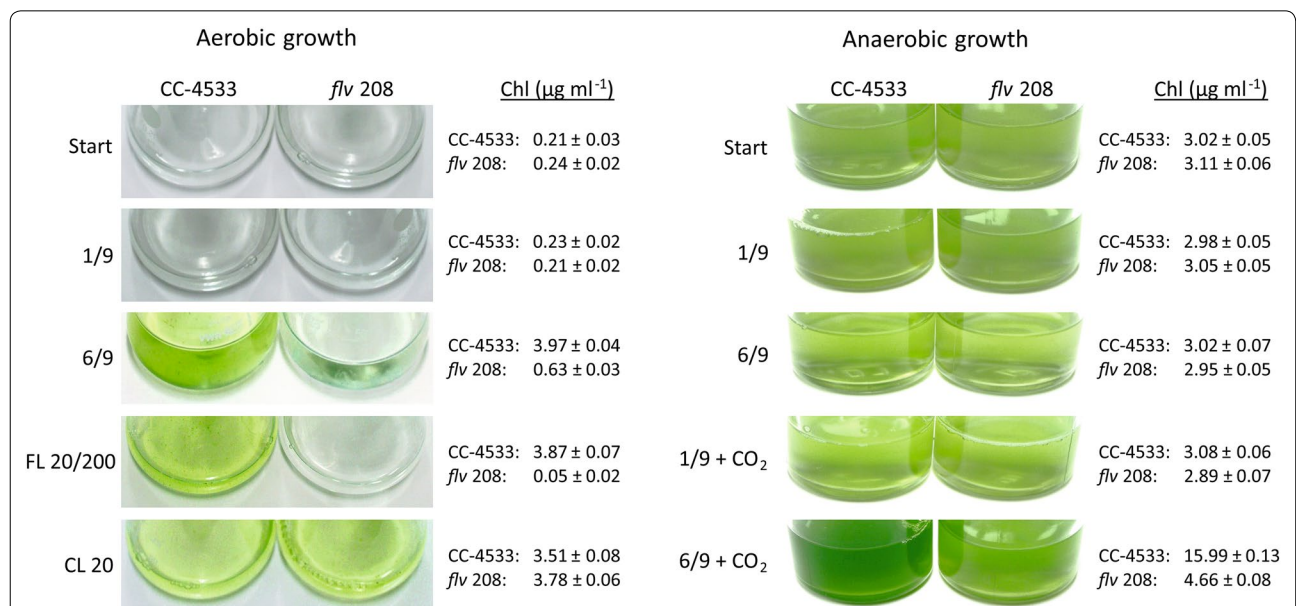 Aerobic growth
CC-4533 flv 208 Chl (µg ml⁻¹)
Start CC-4533: 0.21 ± 0.03
flv 208: 0.24 ± 0.02
1/9 CC-4533: 0.23 ± 0.02
flv 208: 0.21 ± 0.02
6/9 CC-4533: 3.97 ± 0.04
flv 208: 0.63 ± 0.03
FL 20/200 CC-4533: 3.87 ± 0.07
flv 208: 0.05 ± 0.02
CL 20 CC-4533: 3.51 ± 0.08
flv 208: 3.78 ± 0.06
Anaerobic growth
CC-4533 flv 208 Chl (µg ml⁻¹)
Start CC-4533: 3.02 ± 0.05
flv 208: 3.11 ± 0.06
1/9 CC-4533: 2.98 ± 0.05
flv 208: 3.05 ± 0.05
6/9 CC-4533: 3.02 ± 0.07
flv 208: 2.95 ± 0.05
1/9 + CO₂ CC-4533: 3.08 ± 0.06
flv 208: 2.89 ± 0.07
6/9 + CO₂ CC-4533: 15.99 ± 0.13
flv 208: 4.66 ± 0.08